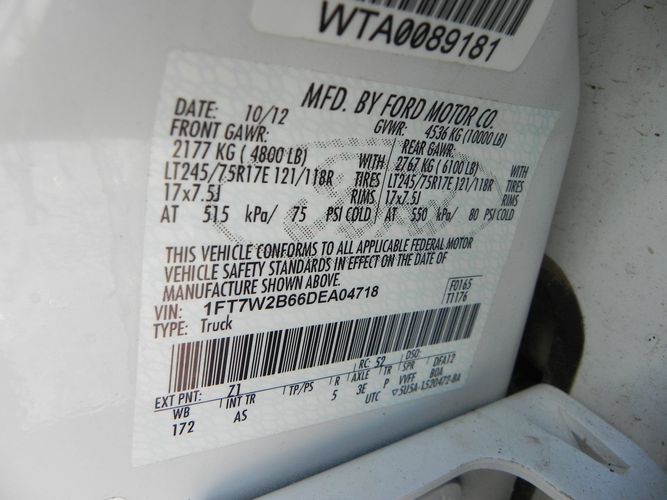 WTA0089181
MFD. BY FORD MOTOR CO.
DATE: 10/12 GVWR: 4536 KG (10000 LB)
FRONT GAWR: REAR GAWR:
2177 KG ( 4800 LB) WITH 2767 KG ( 6100 LB) WITH
LT245/75R17E 121/118R TIRES LT245/75R17E 121/118R TIRES
17x7.5J RIMS 17x7.5J RIMS
AT 515 kPa/ 75 PSI COLD AT 550 kPa/ 80 PSI COLD
THIS VEHICLE CONFORMS TO ALL APPLICABLE FEDERAL MOTOR
VEHICLE SAFETY STANDARDS IN EFFECT ON THE DATE OF
MANUFACTURE SHOWN ABOVE.
VIN: 1FT7W2B66DEA04718 F0165
TYPE: Truck T1176
EXT PNT: Z1 RC: 52 DSO:
WB INT TR TP/PS R AXLE TR SPR DFA12
172 AS 5 3E P VVFF BOA
UTC ▽5U5A-1520472-BA